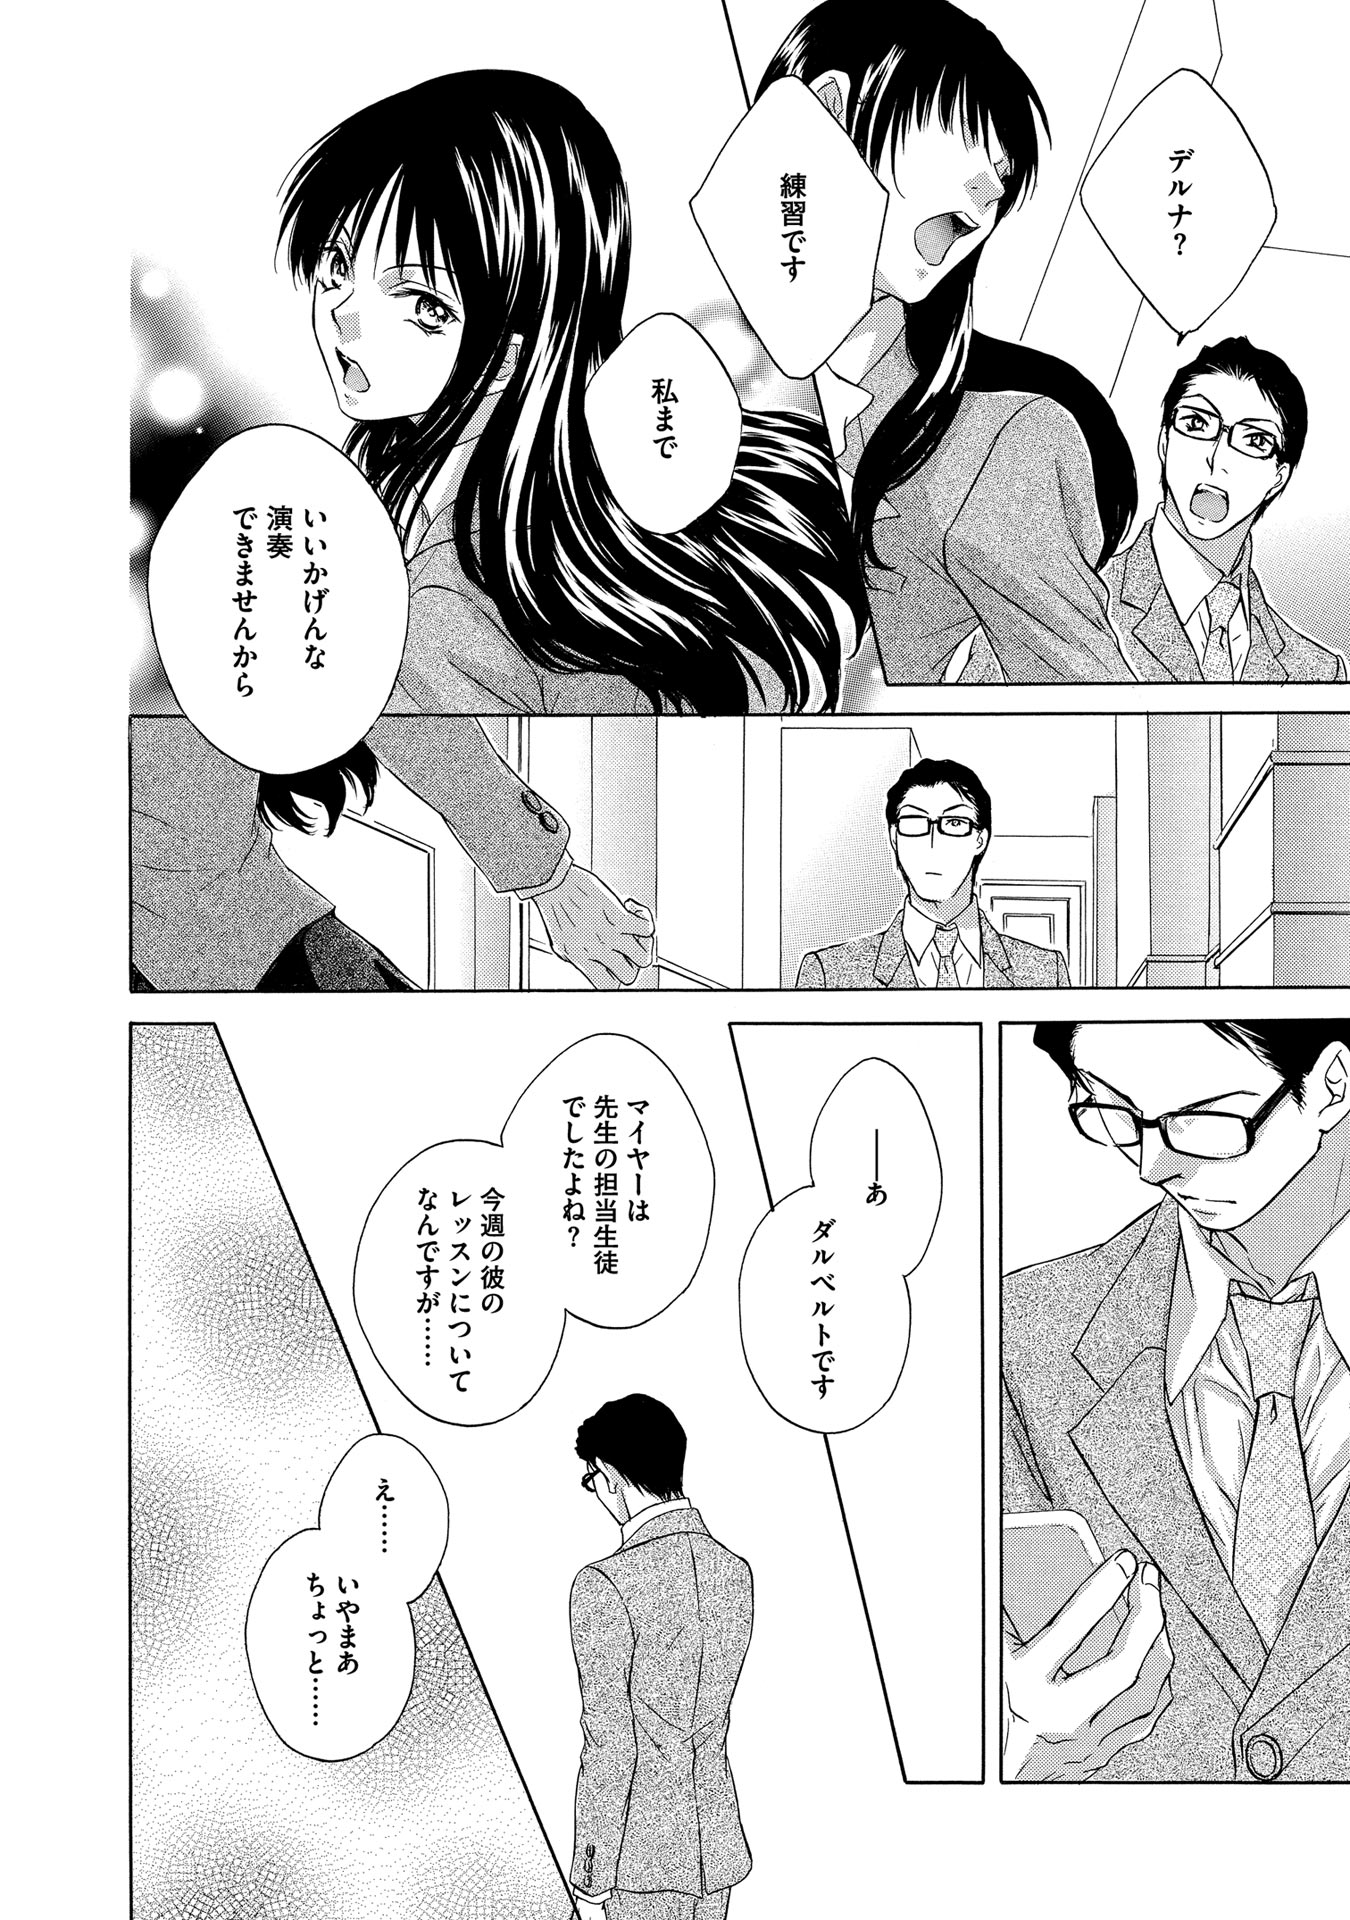 デルナ?
練習です
私まで
いいかげんな
演奏
できませんから
――あ
ダルベルトです
マイヤーは
先生の担当生徒
でしたよね?
今週の彼の
レッスンについて
なんですが……
え……
いやまあ
ちょっと……